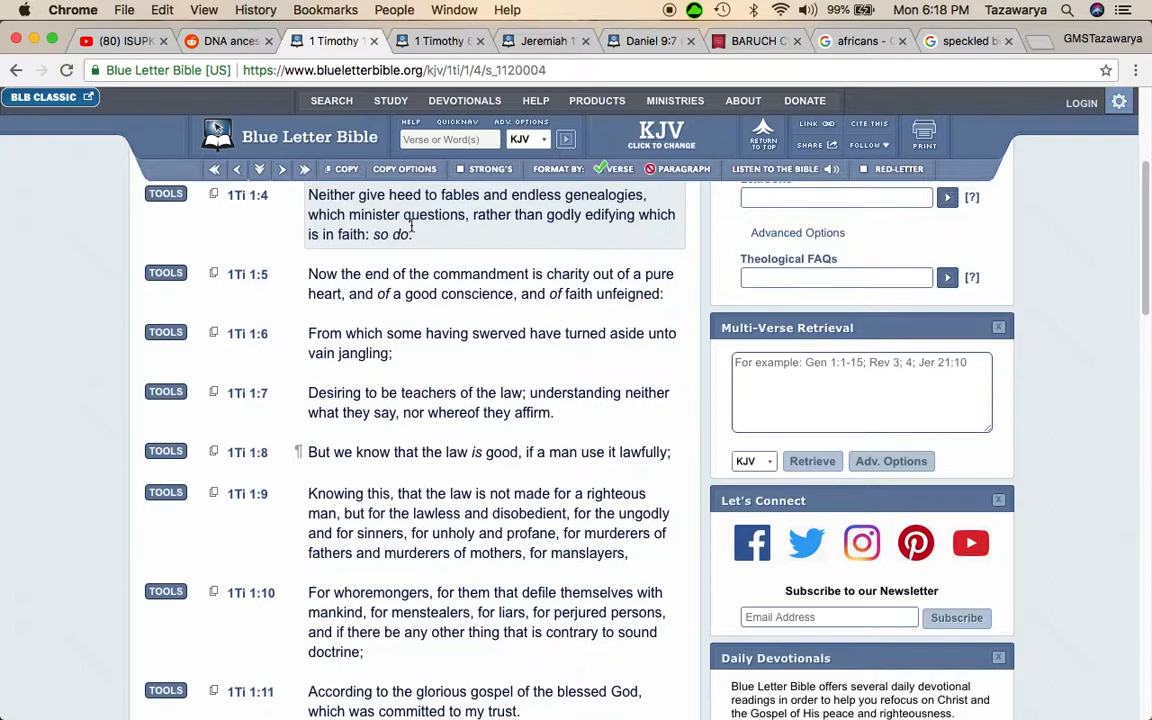 Chrome File Edit View History Bookmarks People Window Help 99% Mon 6:18 PM Tazawarya
(80) ISUPK DNA ances 1 Timothy 1 Timothy 6 Jeremiah 1 Daniel 9:7 BARUCH C africans - G speckled b GMSTazawarya
Blue Letter Bible [US] https://www.blueletterbible.org/kjv/1ti/1/4/s_1120004
BLB CLASSIC
SEARCH STUDY DEVOTIONALS HELP PRODUCTS MINISTRIES ABOUT DONATE LOGIN
Blue Letter Bible
HELP QUICKNAV ADV. OPTIONS
Verse or Word(s) KJV
KJV
CLICK TO CHANGE
RETURN TO TOP
LINK CITE THIS
SHARE FOLLOW
PRINT
COPY COPY OPTIONS STRONG'S FORMAT BY: VERSE PARAGRAPH LISTEN TO THE BIBLE RED-LETTER
TOOLS 1Ti 1:4 Neither give heed to fables and endless genealogies,
which minister questions, rather than godly edifying which
is in faith: so do.
TOOLS 1Ti 1:5 Now the end of the commandment is charity out of a pure
heart, and of a good conscience, and of faith unfeigned:
TOOLS 1Ti 1:6 From which some having swerved have turned aside unto
vain jangling;
TOOLS 1Ti 1:7 Desiring to be teachers of the law; understanding neither
what they say, nor whereof they affirm.
TOOLS 1Ti 1:8 ¶ But we know that the law is good, if a man use it lawfully;
TOOLS 1Ti 1:9 Knowing this, that the law is not made for a righteous
man, but for the lawless and disobedient, for the ungodly
and for sinners, for unholy and profane, for murderers of
fathers and murderers of mothers, for manslayers,
TOOLS 1Ti 1:10 For whoremongers, for them that defile themselves with
mankind, for menstealers, for liars, for perjured persons,
and if there be any other thing that is contrary to sound
doctrine;
TOOLS 1Ti 1:11 According to the glorious gospel of the blessed God,
which was committed to my trust.
[?]
Advanced Options
Theological FAQs
[?]
Multi-Verse Retrieval X
For example: Gen 1:1-15; Rev 3; 4; Jer 21:10
KJV Retrieve Adv. Options
Let's Connect X
Subscribe to our Newsletter
Email Address Subscribe
Daily Devotionals X
Blue Letter Bible offers several daily devotional
readings in order to help you refocus on Christ and
the Gospel of His peace and righteousness.